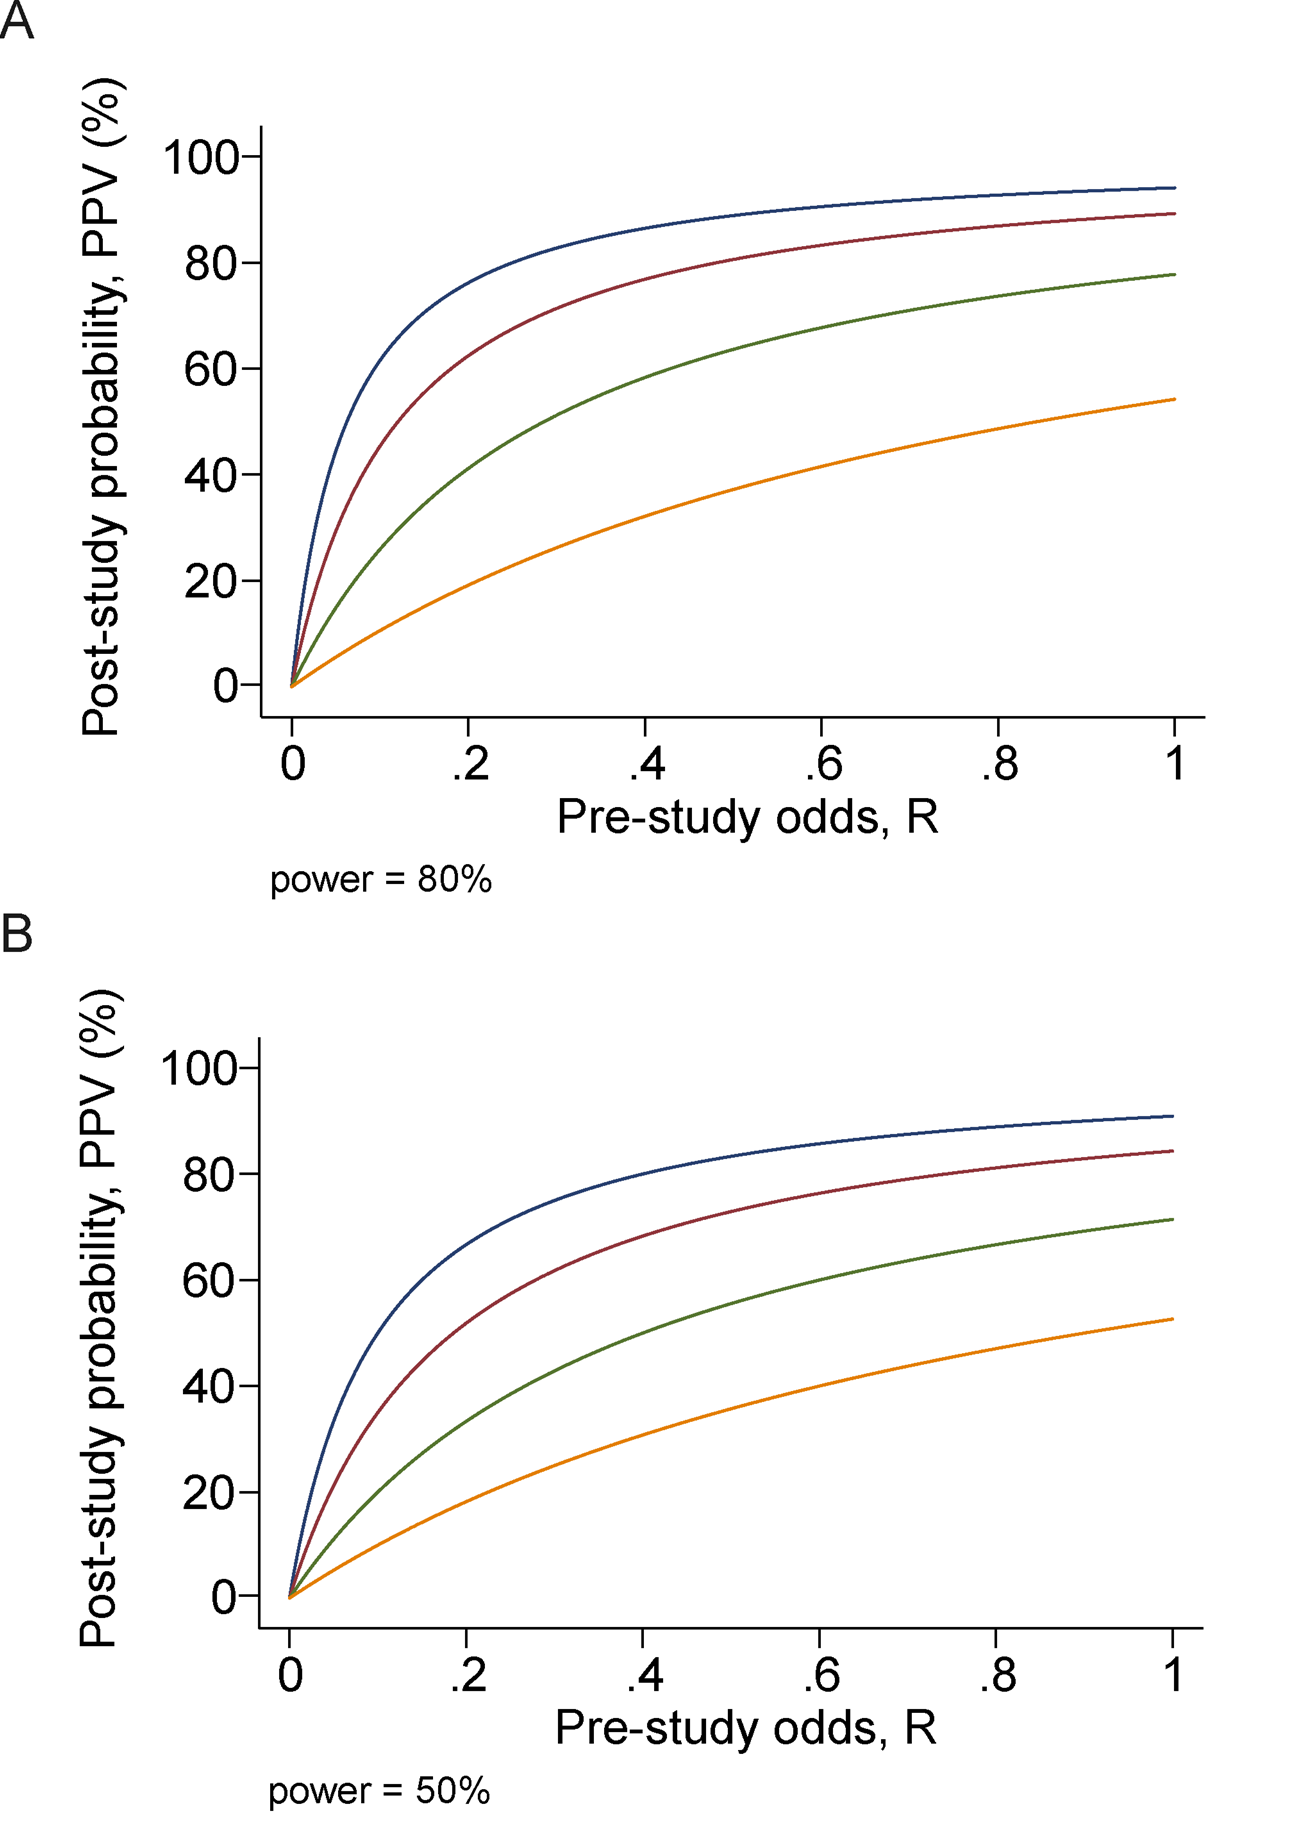 A
Post-study probability, PPV (%)
100
80
60
40
20
0
0 .2 .4 .6 .8 1
Pre-study odds, R
power = 80%
B
Post-study probability, PPV (%)
100
80
60
40
20
0
0 .2 .4 .6 .8 1
Pre-study odds, R
power = 50%